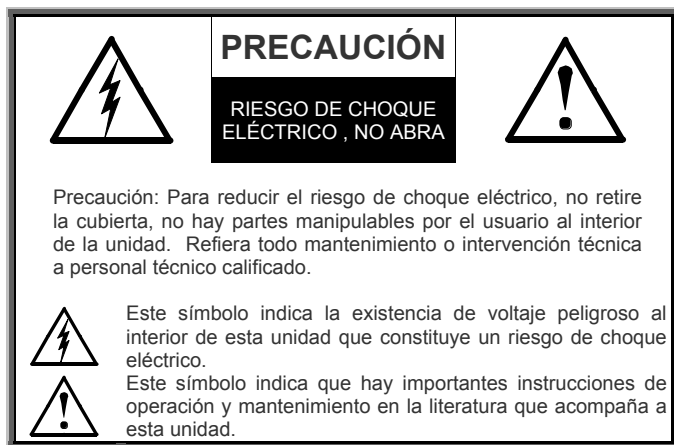 PRECAUCIÓN
RIESGO DE CHOQUE
ELÉCTRICO , NO ABRA
Precaución: Para reducir el riesgo de choque eléctrico, no retire
la cubierta, no hay partes manipulables por el usuario al interior
de la unidad. Refiera todo mantenimiento o intervención técnica
a personal técnico calificado.
Este símbolo indica la existencia de voltaje peligroso al
interior de esta unidad que constituye un riesgo de choque
eléctrico.
Este símbolo indica que hay importantes instrucciones de
operación y mantenimiento en la literatura que acompaña a
esta unidad.